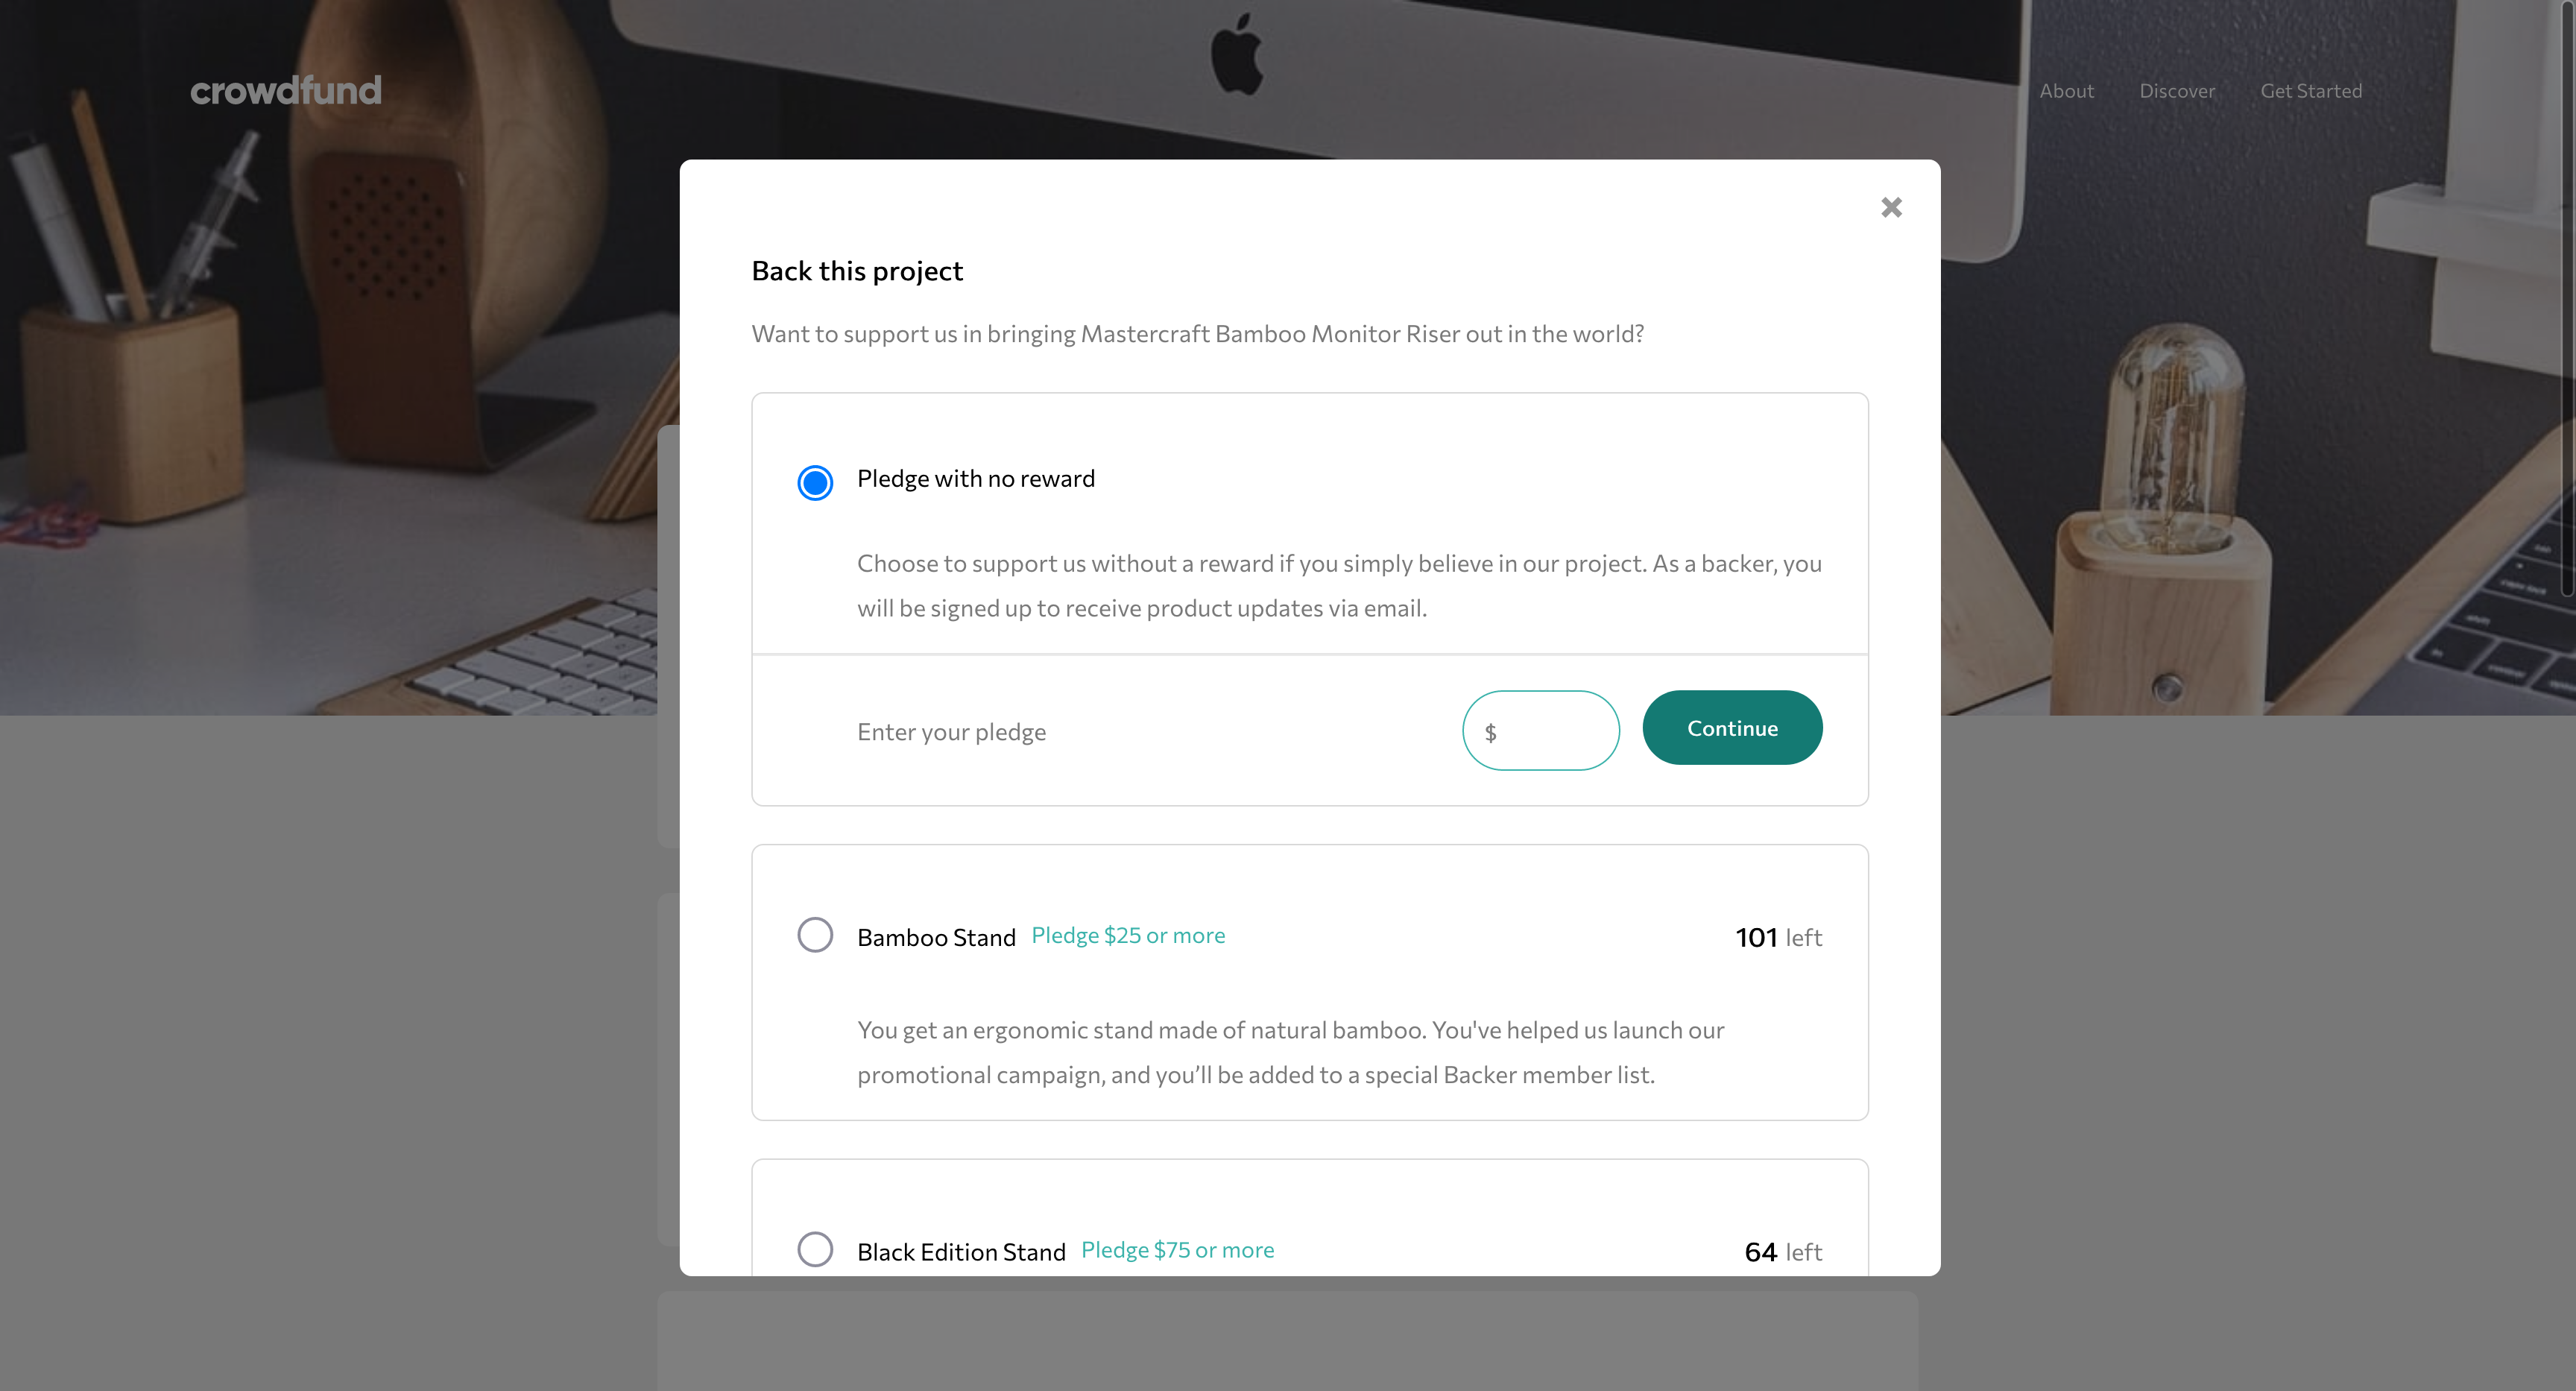 crowdfund
About
Discover
Get Started
Back this project
Want to support us in bringing Mastercraft Bamboo Monitor Riser out in the world?
Pledge with no reward
Choose to support us without a reward if you simply believe in our project. As a backer, you
will be signed up to receive product updates via email.
Enter your pledge
$
Continue
Bamboo Stand Pledge $25 or more
101 left
You get an ergonomic stand made of natural bamboo. You've helped us launch our
promotional campaign, and you’ll be added to a special Backer member list.
Black Edition Stand Pledge $75 or more
64 left